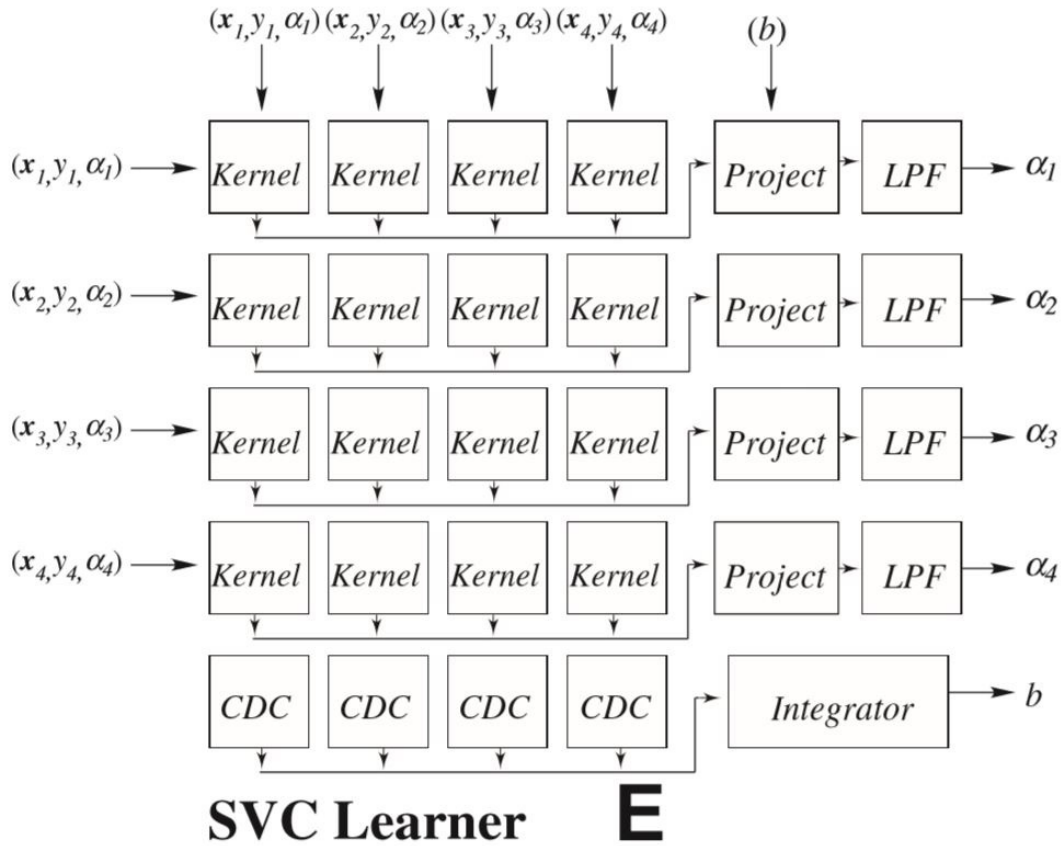 (x1,y1,α1) (x2,y2,α2) (x3,y3,α3) (x4,y4,α4) (b)
(x1,y1,α1) Kernel Kernel Kernel Kernel Project LPF α1
(x2,y2,α2) Kernel Kernel Kernel Kernel Project LPF α2
(x3,y3,α3) Kernel Kernel Kernel Kernel Project LPF α3
(x4,y4,α4) Kernel Kernel Kernel Kernel Project LPF α4
CDC CDC CDC CDC Integrator b
SVC Learner E